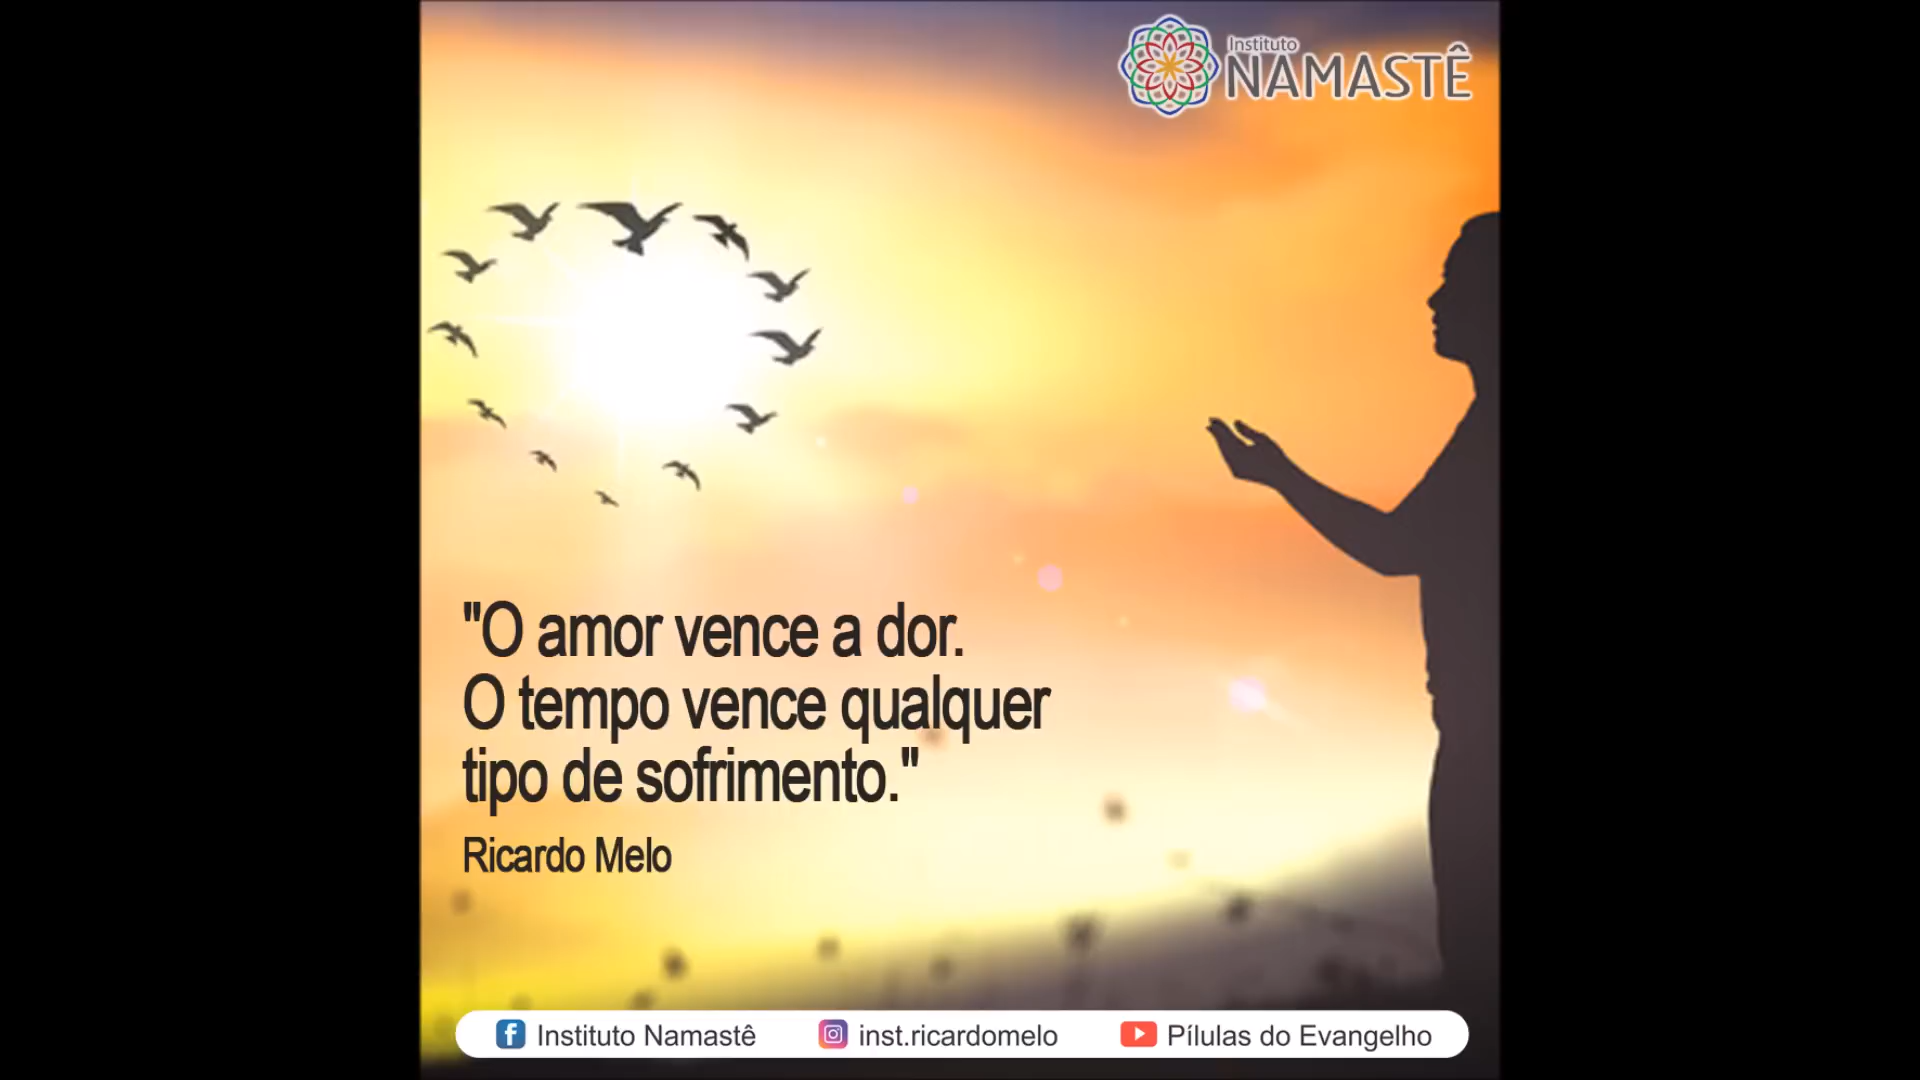 Instituto
NAMASTÊ
"O amor vence a dor.
O tempo vence qualquer
tipo de sofrimento."
Ricardo Melo
Instituto Namastê
inst.ricardomelo
Pílulas do Evangelho